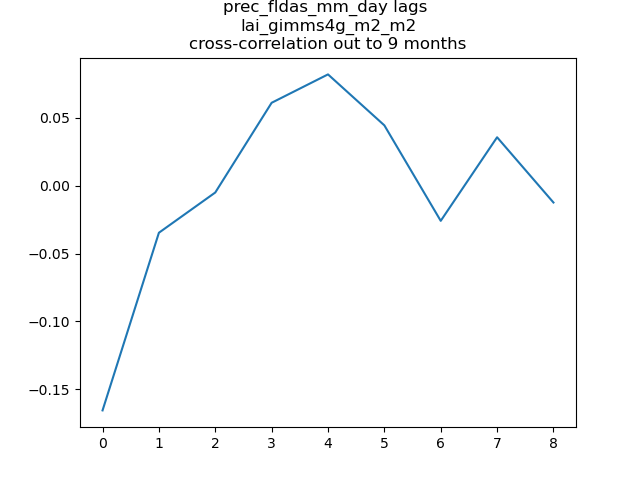 prec_fldas_mm_day lags
lai_gimms4g_m2_m2
cross-correlation out to 9 months
0.05
0.00
−0.05
−0.10
−0.15
0 1 2 3 4 5 6 7 8